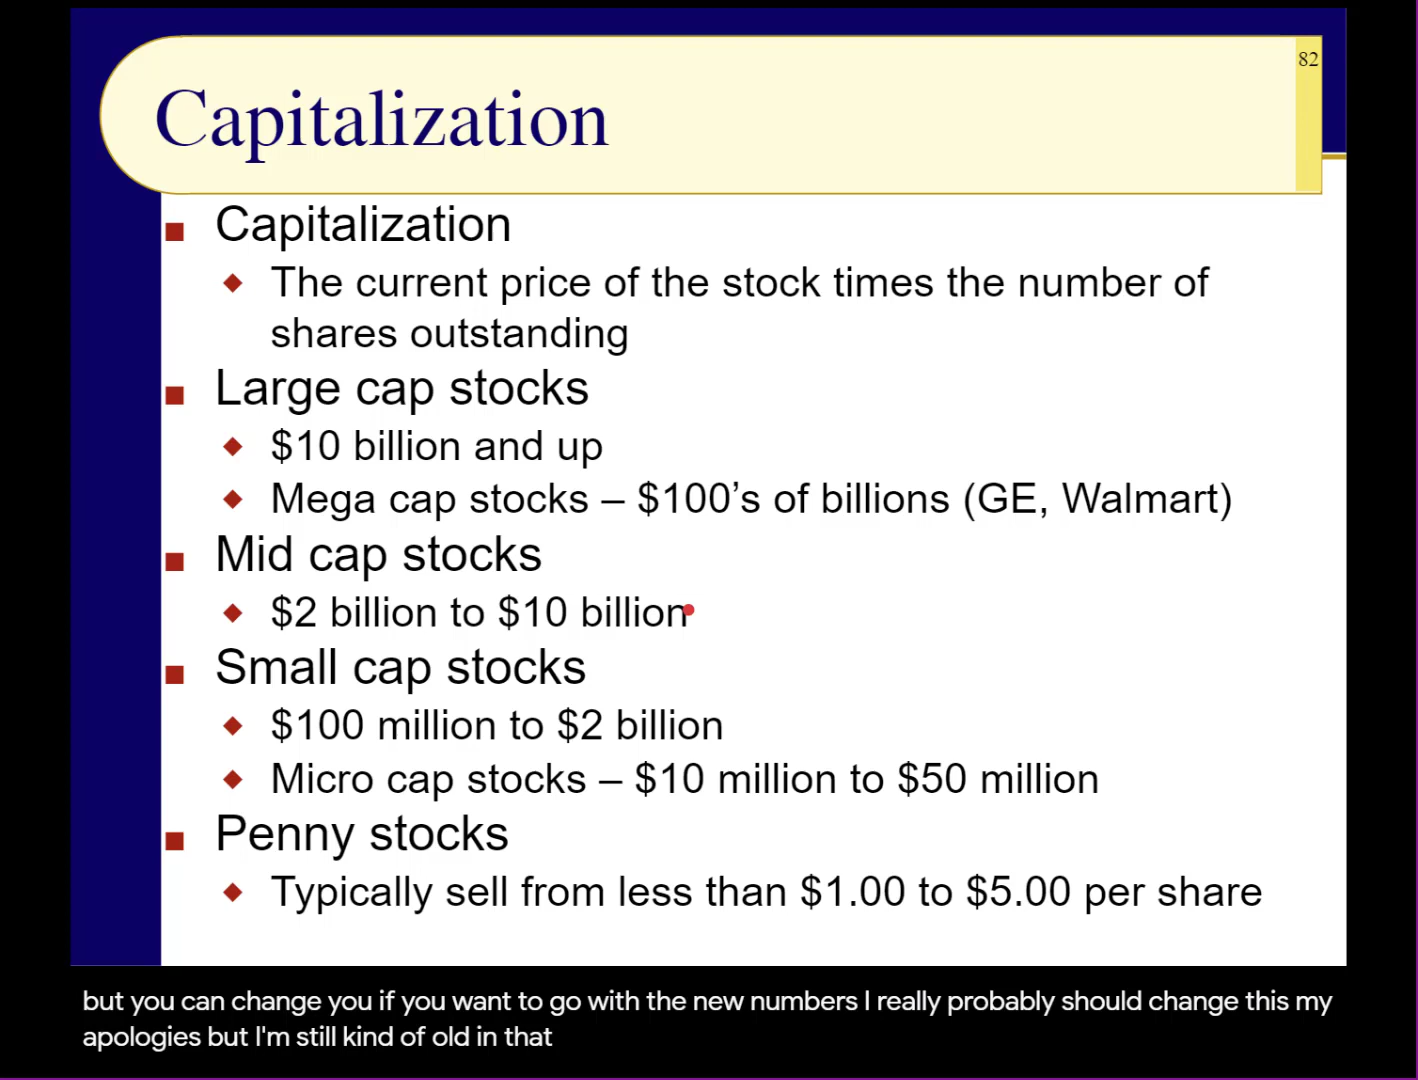 82
Capitalization
Capitalization
The current price of the stock times the number of
shares outstanding
Large cap stocks
$10 billion and up
Mega cap stocks – $100’s of billions (GE, Walmart)
Mid cap stocks
$2 billion to $10 billion
Small cap stocks
$100 million to $2 billion
Micro cap stocks – $10 million to $50 million
Penny stocks
Typically sell from less than $1.00 to $5.00 per share
but you can change you if you want to go with the new numbers I really probably should change this my
apologies but I'm still kind of old in that